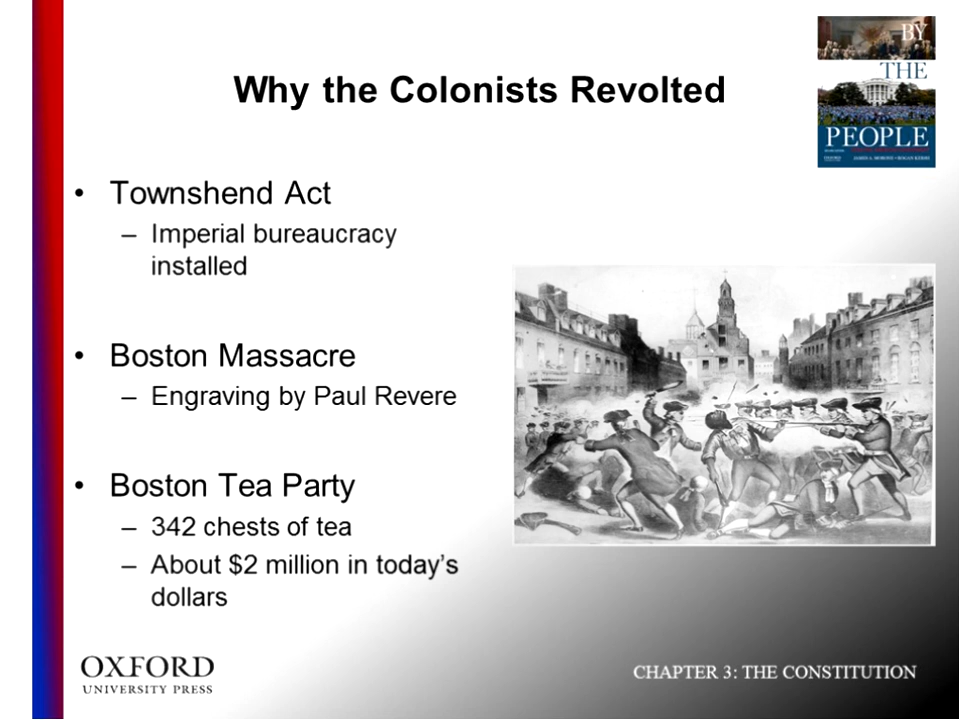 BY
THE
PEOPLE
JAMES A. MORONE • ROGAN KERSH
Why the Colonists Revolted
• Townshend Act
– Imperial bureaucracy
installed
• Boston Massacre
– Engraving by Paul Revere
• Boston Tea Party
– 342 chests of tea
– About $2 million in today’s
dollars
OXFORD
UNIVERSITY PRESS
CHAPTER 3: THE CONSTITUTION